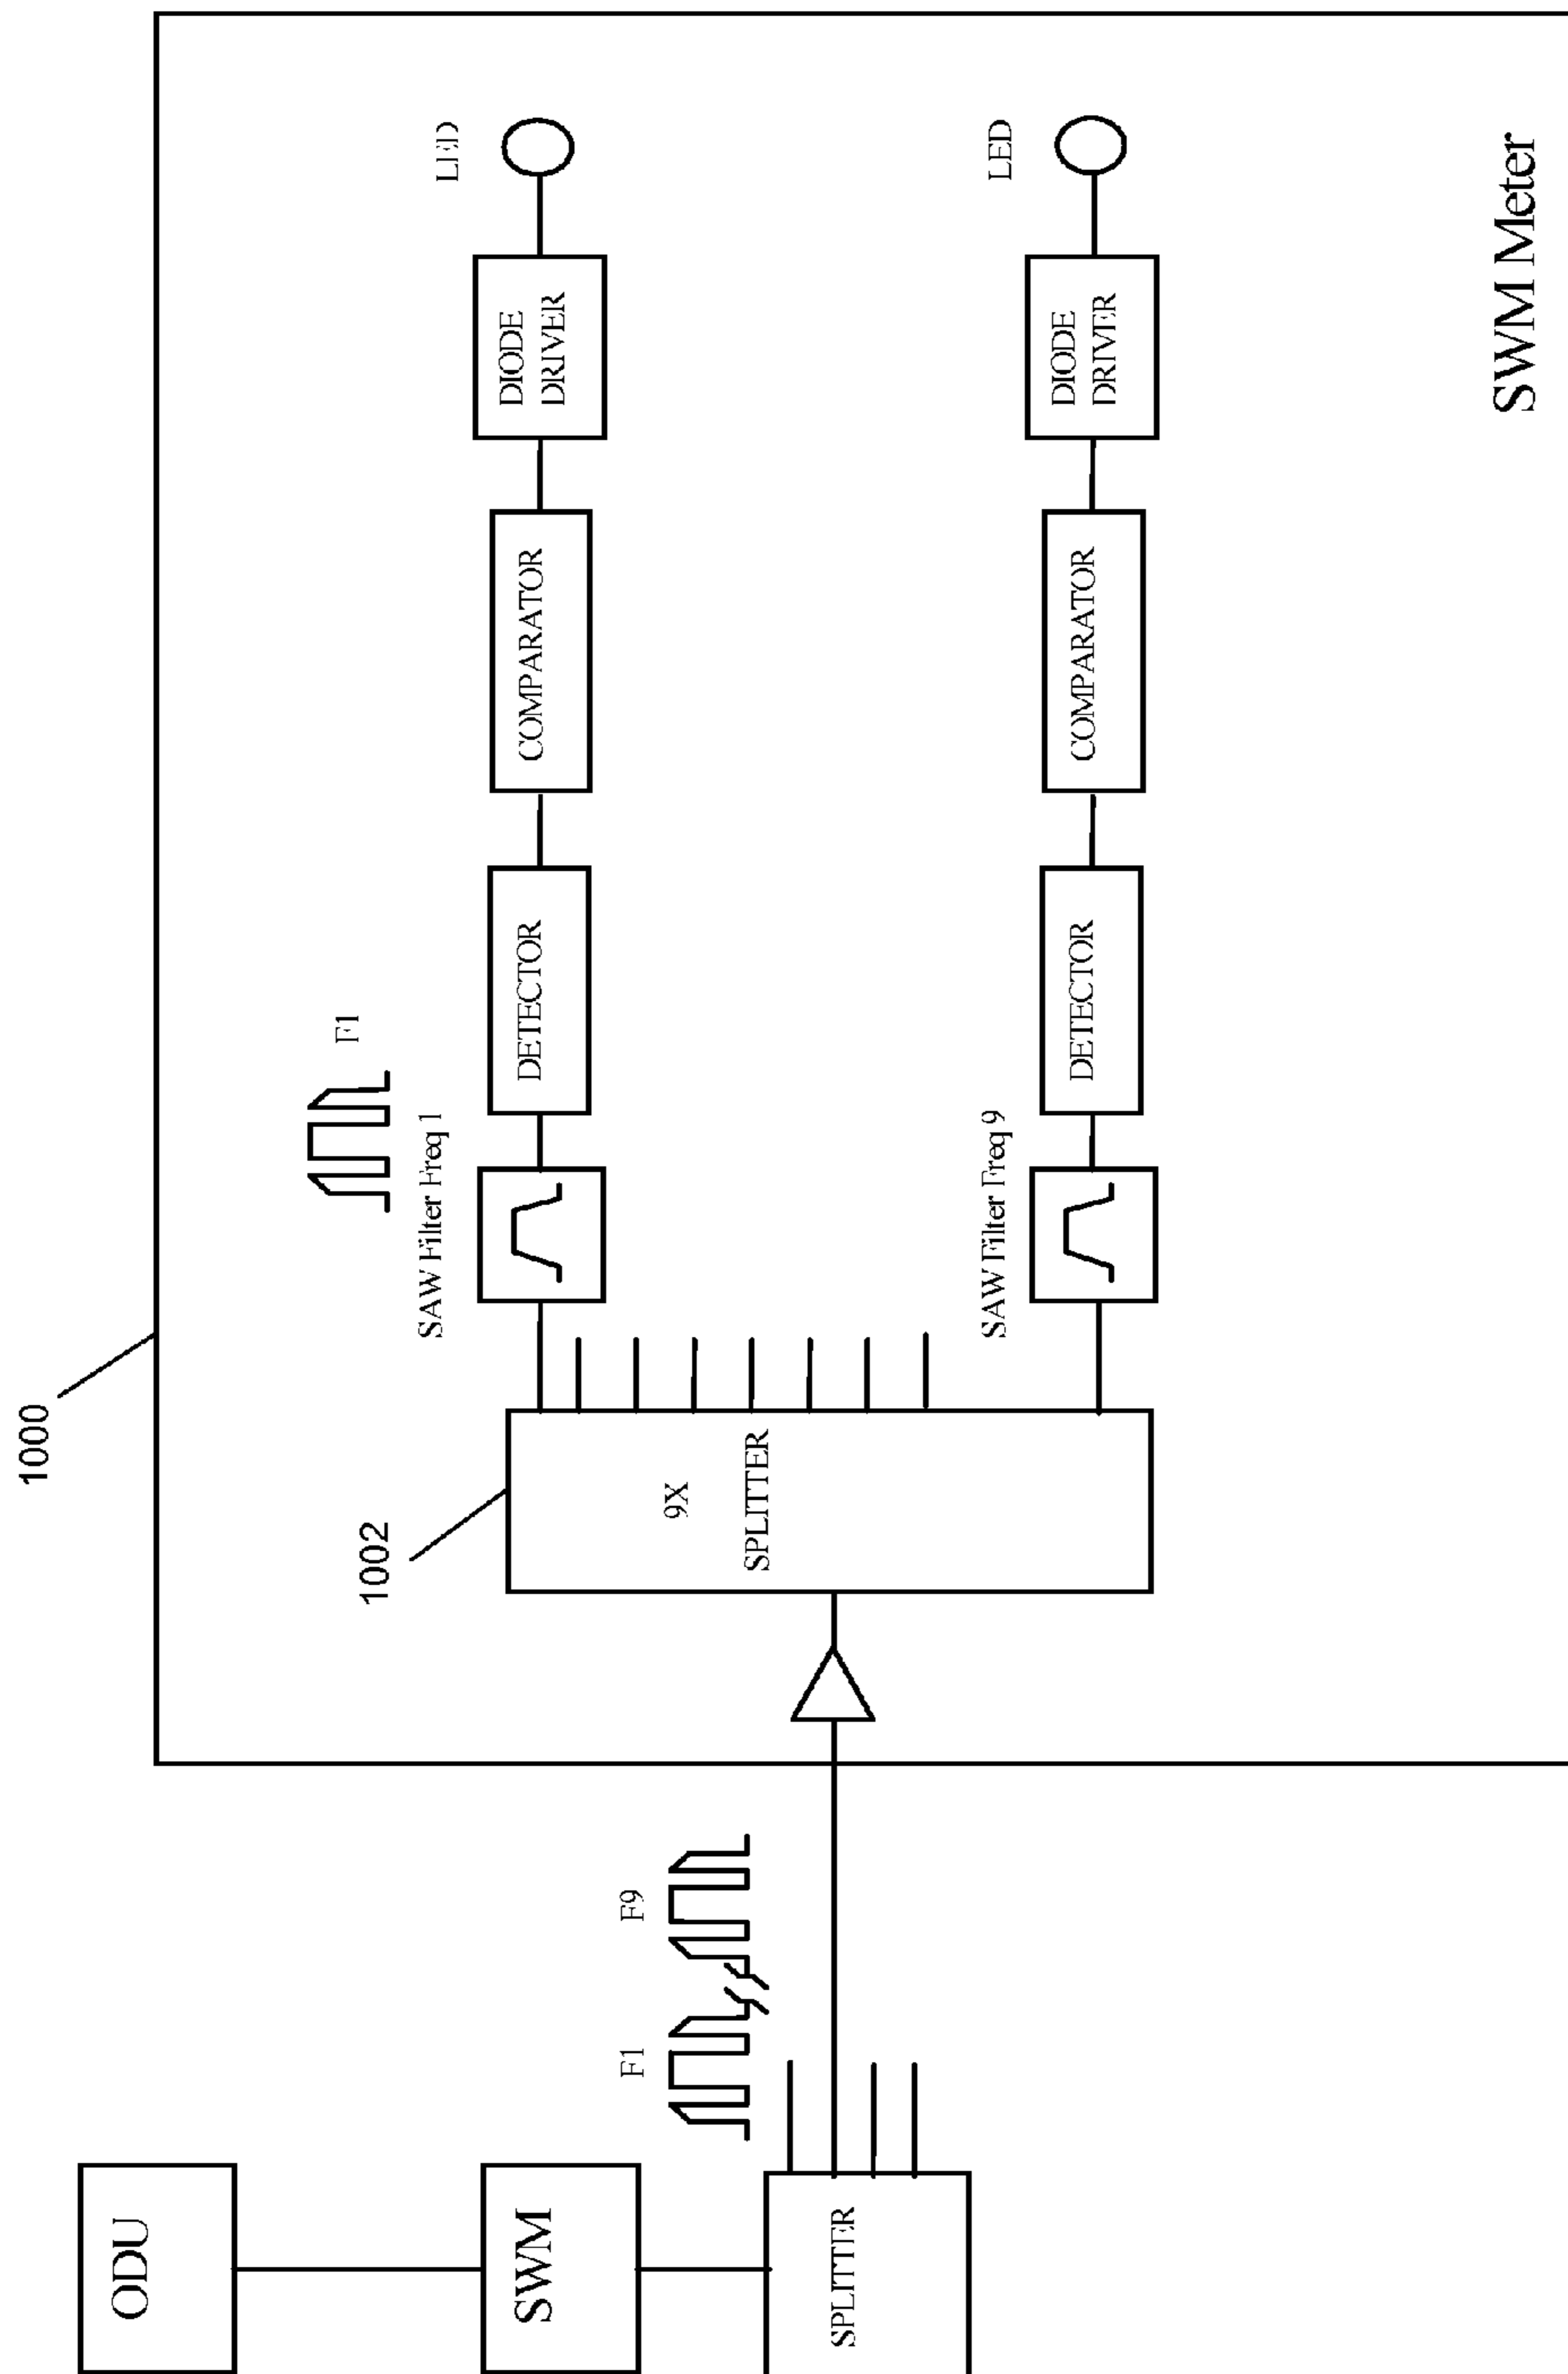 1000
1002
ODU
SWM
SPLITTER
F1
F9
9X
SPLITTER
SAW Filter Freq 1
F1
DETECTOR
COMPARATOR
DIODE
DRIVER
LED
SAW Filter Freq 9
DETECTOR
COMPARATOR
DIODE
DRIVER
LED
SWM Meter